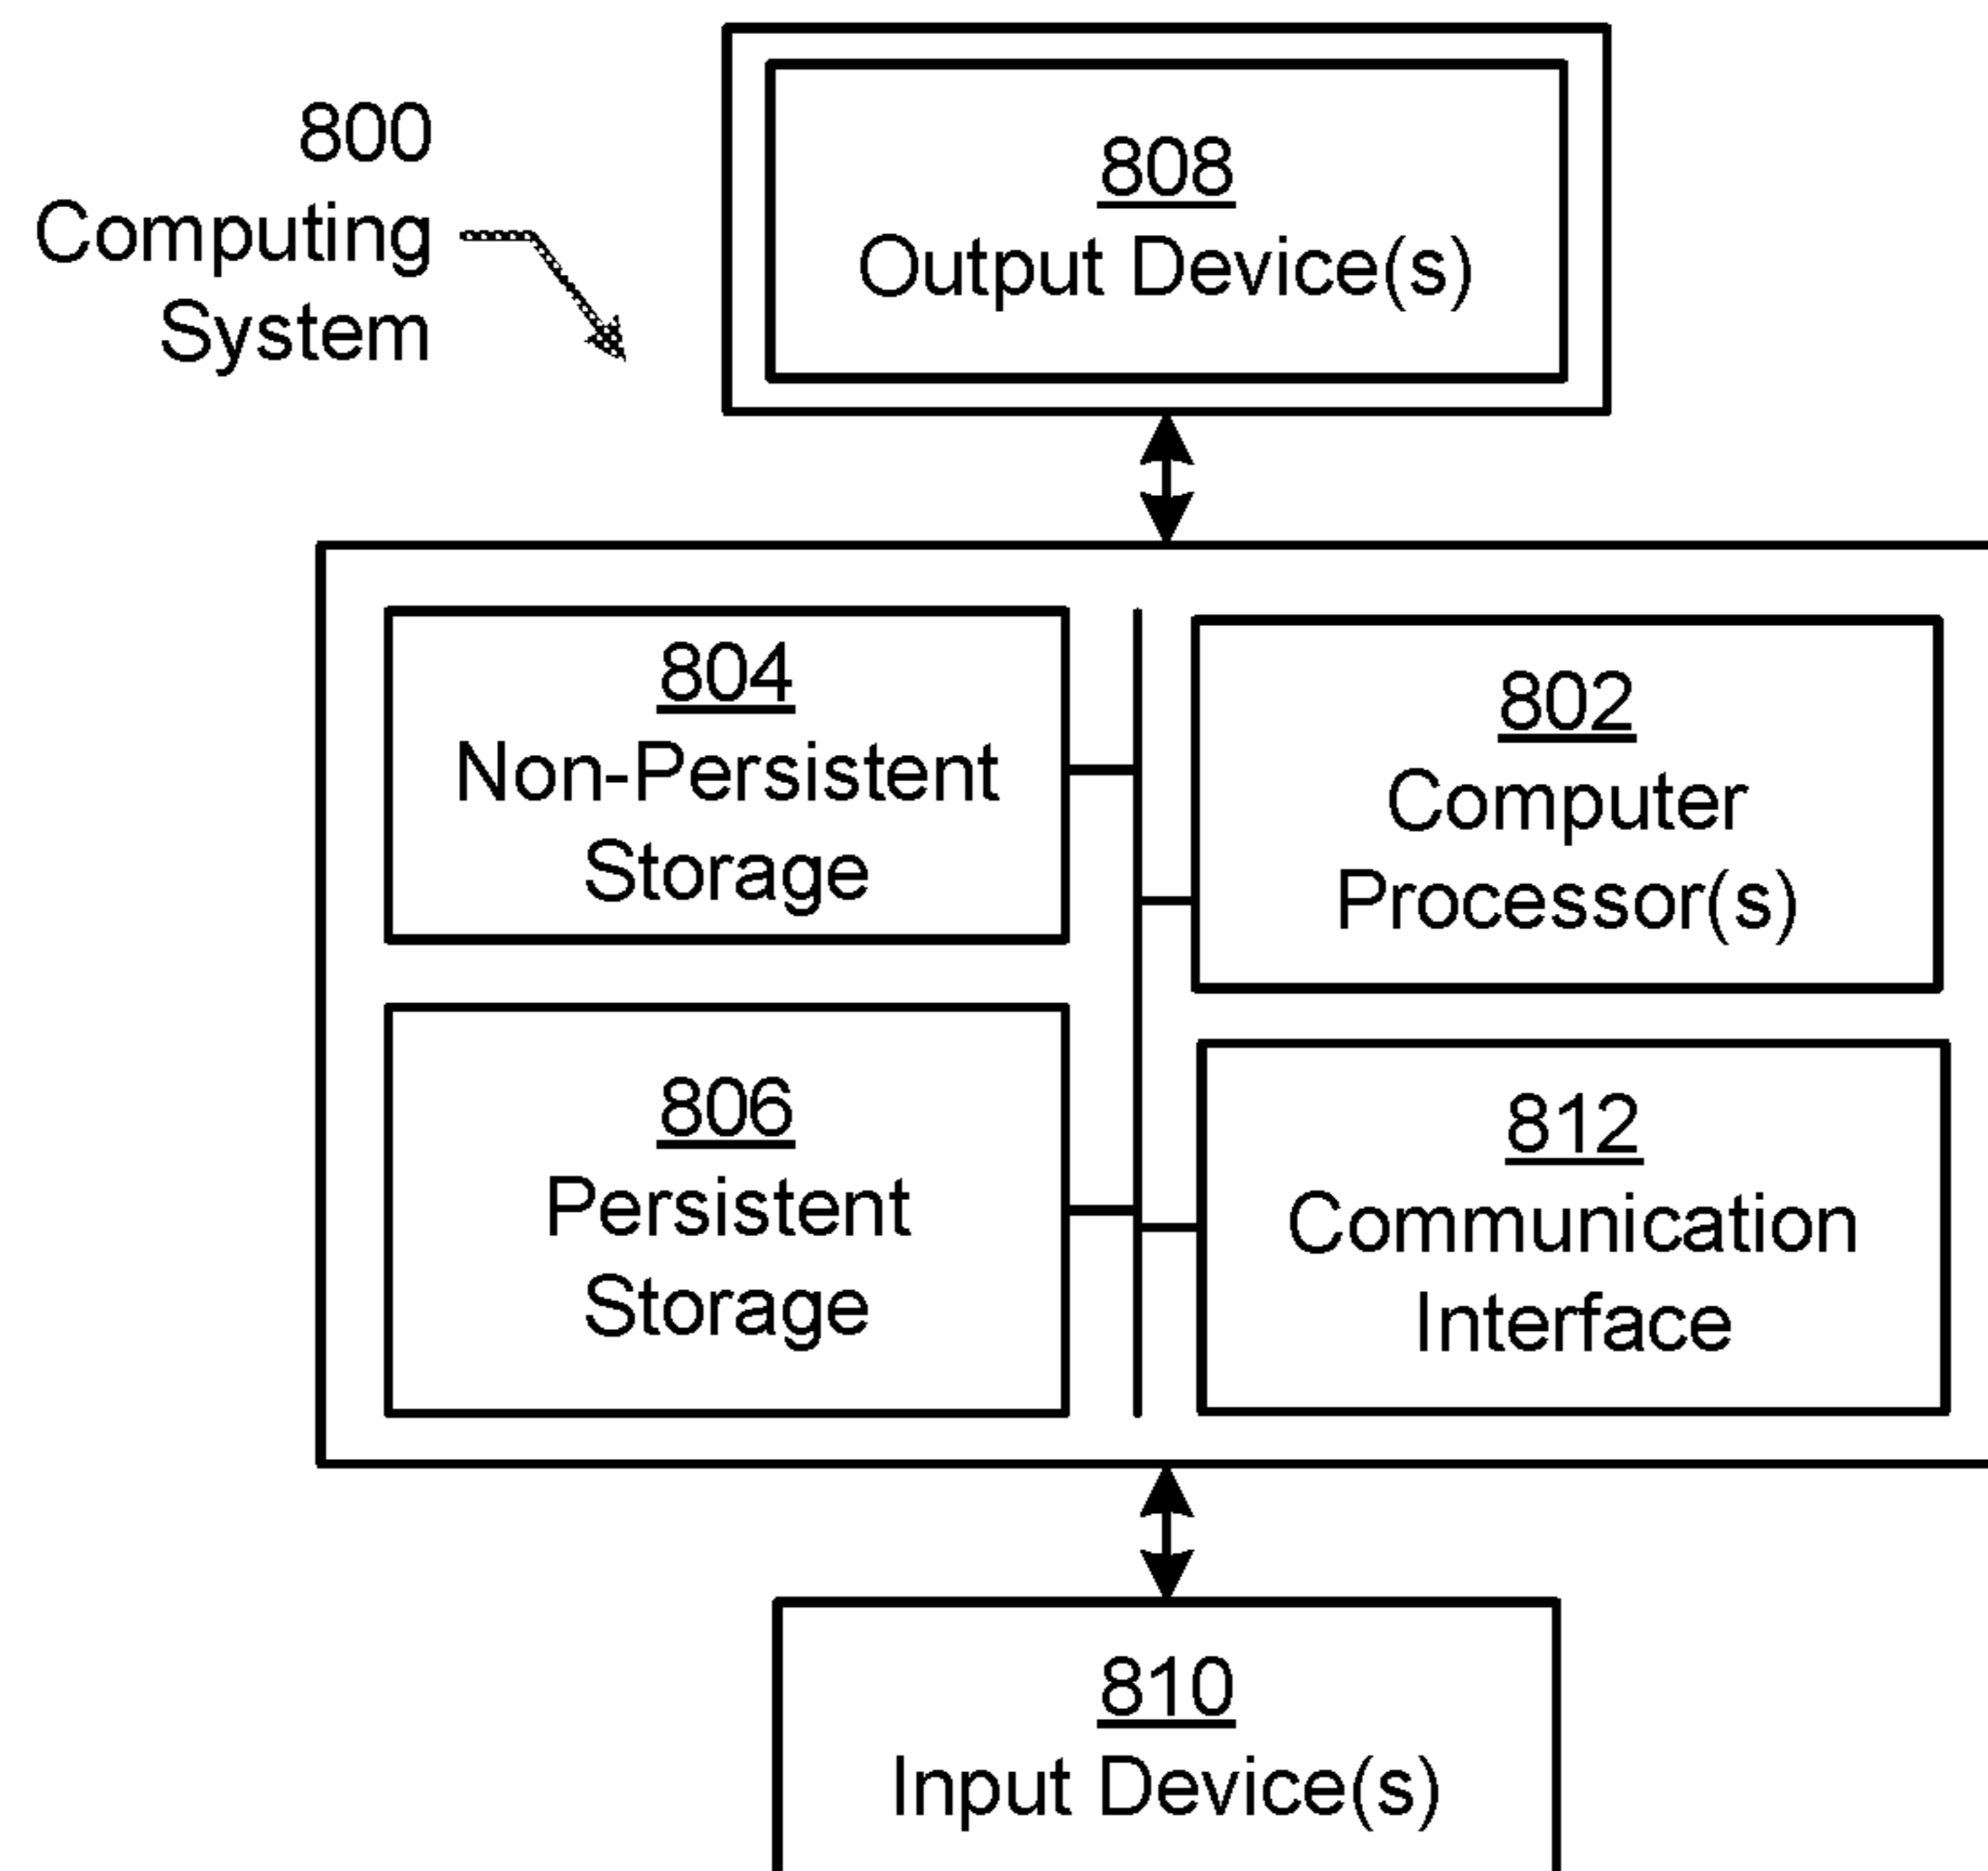 800
Computing
System
808
Output Device(s)
804
Non-Persistent
Storage
802
Computer
Processor(s)
806
Persistent
Storage
812
Communication
Interface
810
Input Device(s)